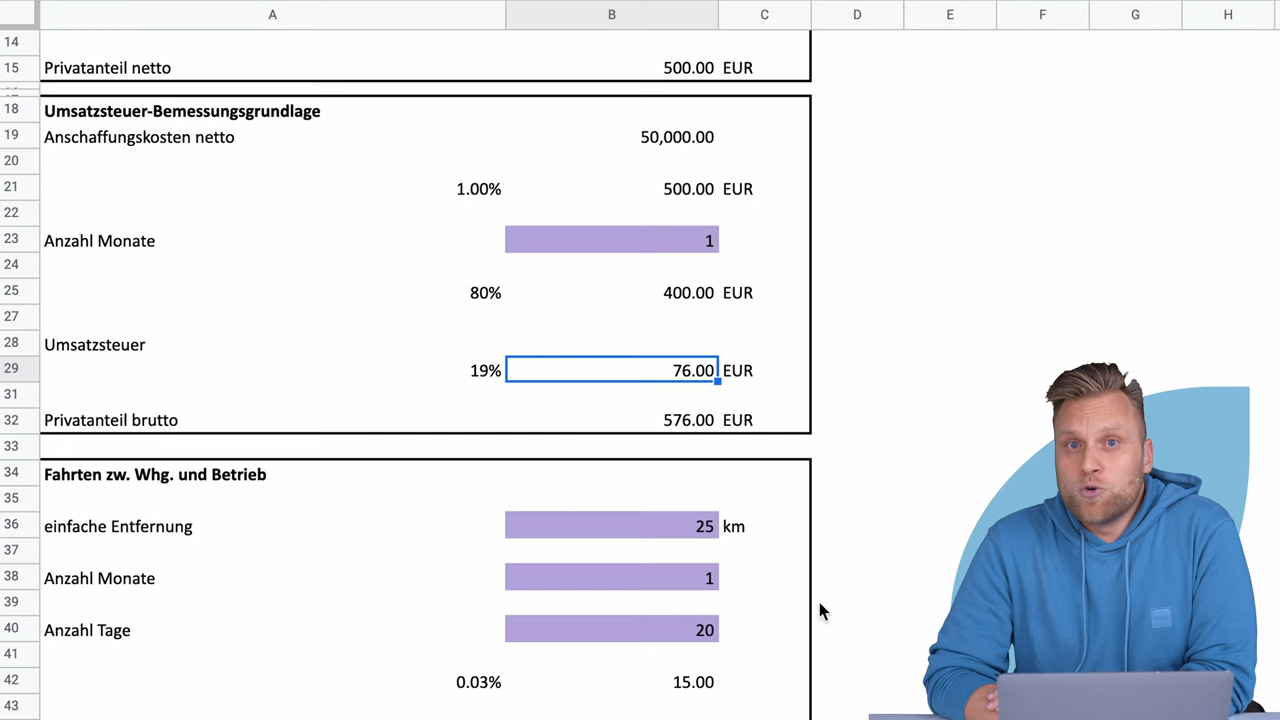 A B C D E F G H
14
15 Privatanteil netto 500.00 EUR
18 Umsatzsteuer-Bemessungsgrundlage
19 Anschaffungskosten netto 50,000.00
20
21 1.00% 500.00 EUR
22
23 Anzahl Monate 1
24
25 80% 400.00 EUR
27
28 Umsatzsteuer
29 19% 76.00 EUR
31
32 Privatanteil brutto 576.00 EUR
33
34 Fahrten zw. Whg. und Betrieb
35
36 einfache Entfernung 25 km
37
38 Anzahl Monate 1
39
40 Anzahl Tage 20
41
42 0.03% 15.00
43